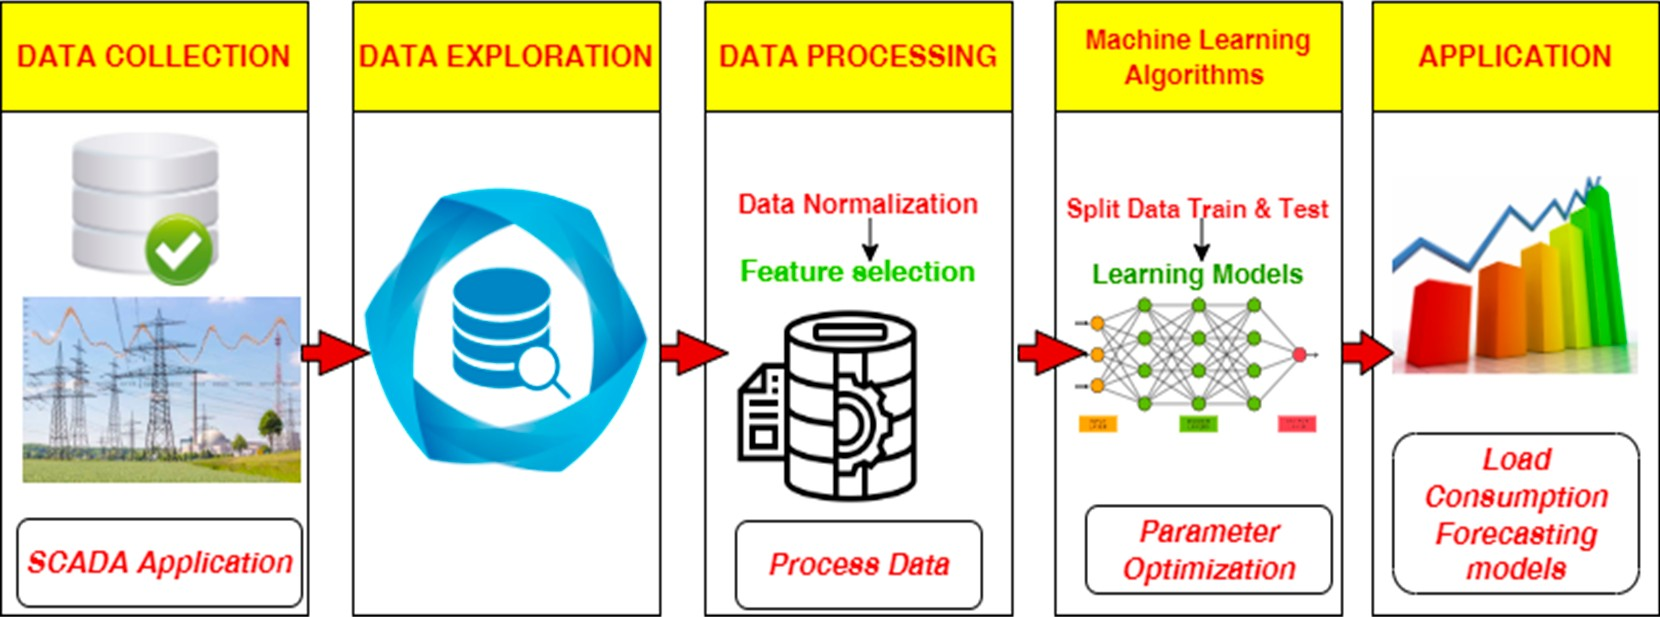 DATA COLLECTION
SCADA Application
DATA EXPLORATION
DATA PROCESSING
Data Normalization
Feature selection
Process Data
Machine Learning
Algorithms
Split Data Train & Test
Learning Models
Parameter
Optimization
APPLICATION
Load
Consumption
Forecasting
models